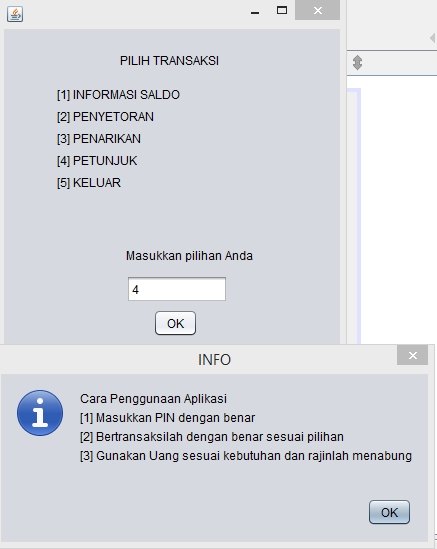 PILIH TRANSAKSI
[1] INFORMASI SALDO
[2] PENYETORAN
[3] PENARIKAN
[4] PETUNJUK
[5] KELUAR
Masukkan pilihan Anda
4
OK
INFO
Cara Penggunaan Aplikasi
[1] Masukkan PIN dengan benar
[2] Bertransaksilah dengan benar sesuai pilihan
[3] Gunakan Uang sesuai kebutuhan dan rajinlah menabung
OK